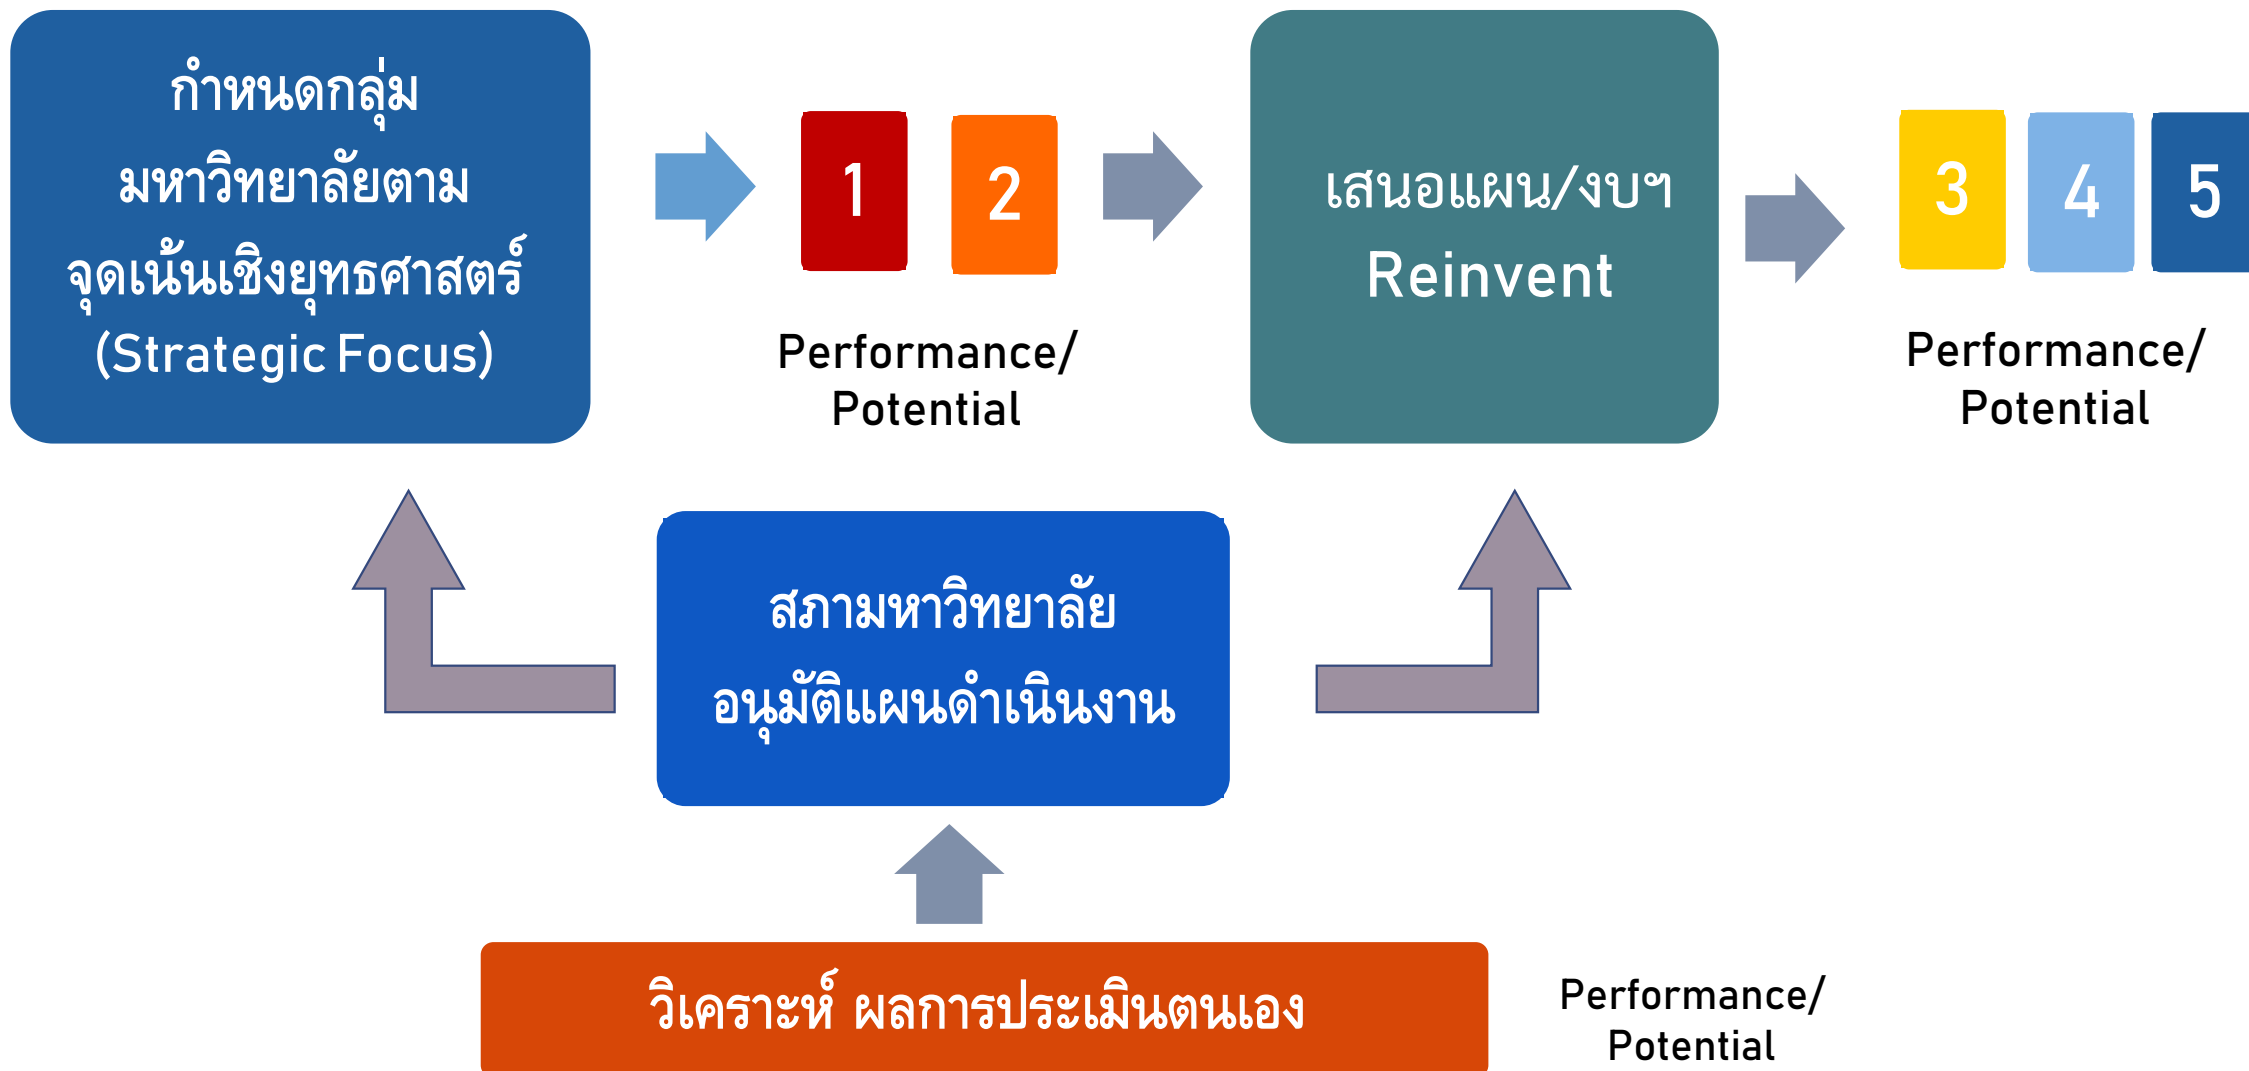 กำหนดกลุ่ม
มหาวิทยาลัยตาม
จุดเน้นเชิงยุทธศาสตร์
(Strategic Focus)
1
2
Performance/
Potential
เสนอแผน/งบฯ
Reinvent
3
4
5
Performance/
Potential
สภามหาวิทยาลัย
อนุมัติแผนดำเนินงาน
วิเคราะห์ ผลการประเมินตนเอง
Performance/
Potential